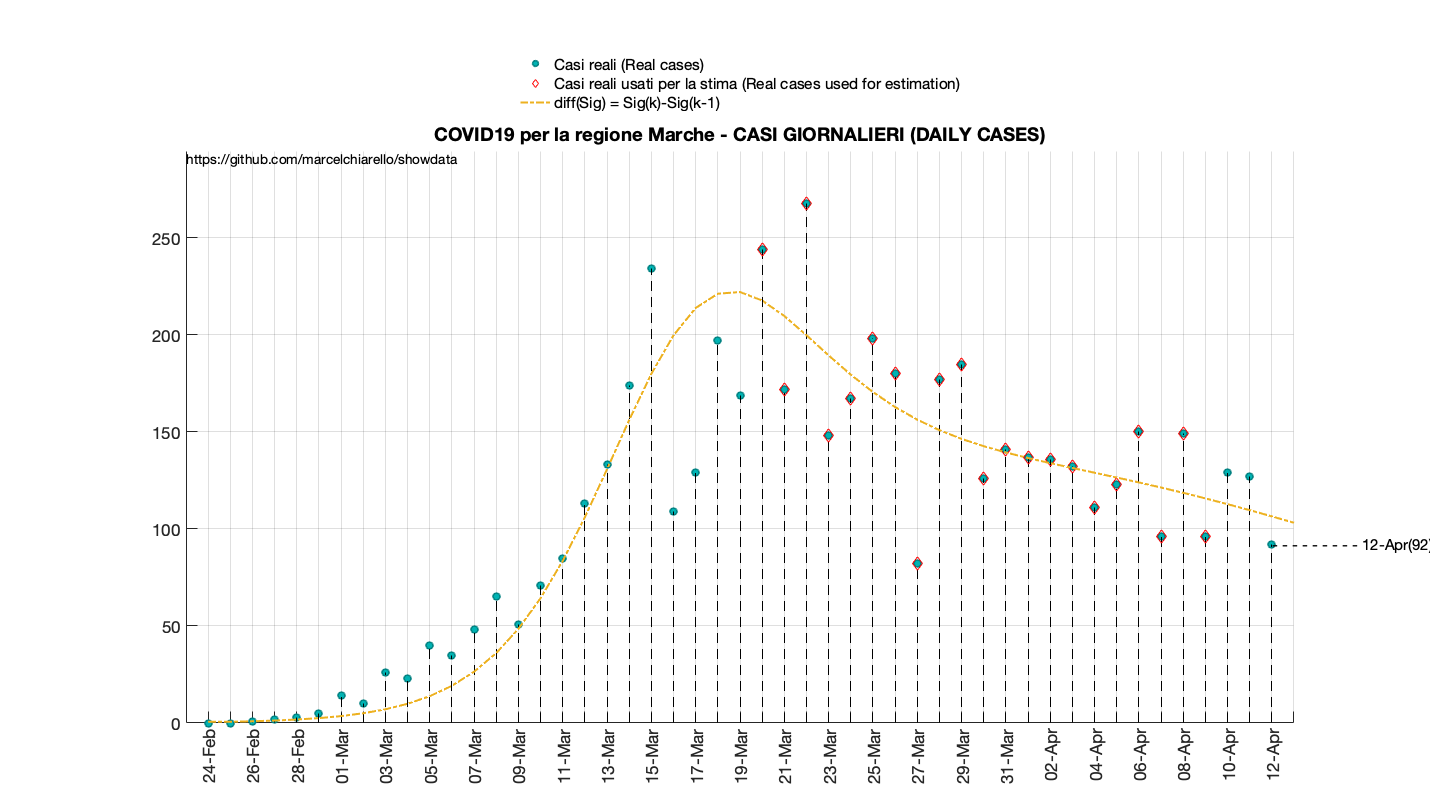 Casi reali (Real cases)
Casi reali usati per la stima (Real cases used for estimation)
diff(Sig) = Sig(k)-Sig(k-1)
COVID19 per la regione Marche - CASI GIORNALIERI (DAILY CASES)
https://github.com/marcelchiarello/showdata
250
200
150
100
50
0
12-Apr(92)
24-Feb
26-Feb
28-Feb
01-Mar
03-Mar
05-Mar
07-Mar
09-Mar
11-Mar
13-Mar
15-Mar
17-Mar
19-Mar
21-Mar
23-Mar
25-Mar
27-Mar
29-Mar
31-Mar
02-Apr
04-Apr
06-Apr
08-Apr
10-Apr
12-Apr